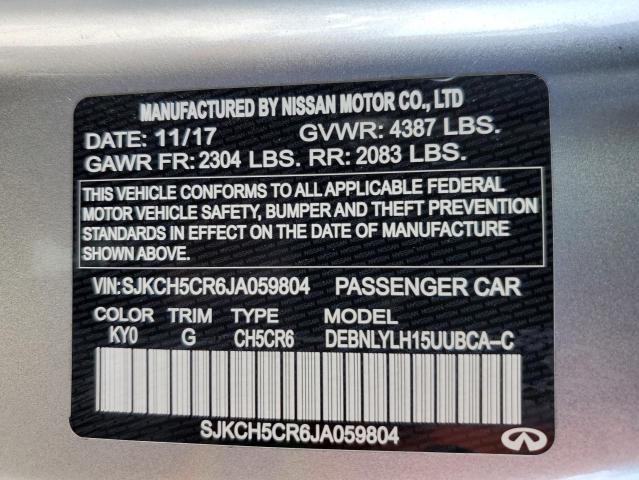 MANUFACTURED BY NISSAN MOTOR CO., LTD
DATE: 11/17 GVWR: 4387 LBS.
GAWR FR: 2304 LBS. RR: 2083 LBS.
THIS VEHICLE CONFORMS TO ALL APPLICABLE FEDERAL
MOTOR VEHICLE SAFETY, BUMPER AND THEFT PREVENTION
STANDARDS IN EFFECT ON THE DATE OF MANUFACTURE
SHOWN ABOVE.
VIN:SJKCH5CR6JA059804 PASSENGER CAR
COLOR TRIM TYPE MODEL
KY0 G CH5CR6 DEBNLYLH15UUBCA-C
SJKCH5CR6JA059804